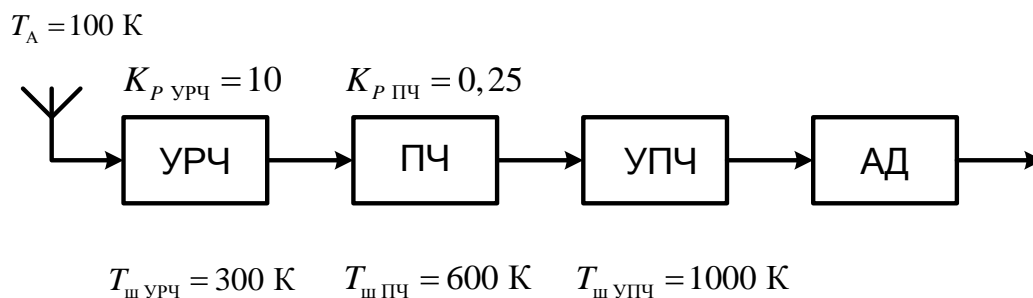 T_А = 100 К
K_P УРЧ = 10 K_P ПЧ = 0,25
УРЧ ПЧ УПЧ АД
T_ш УРЧ = 300 К T_ш ПЧ = 600 К T_ш УПЧ = 1000 К